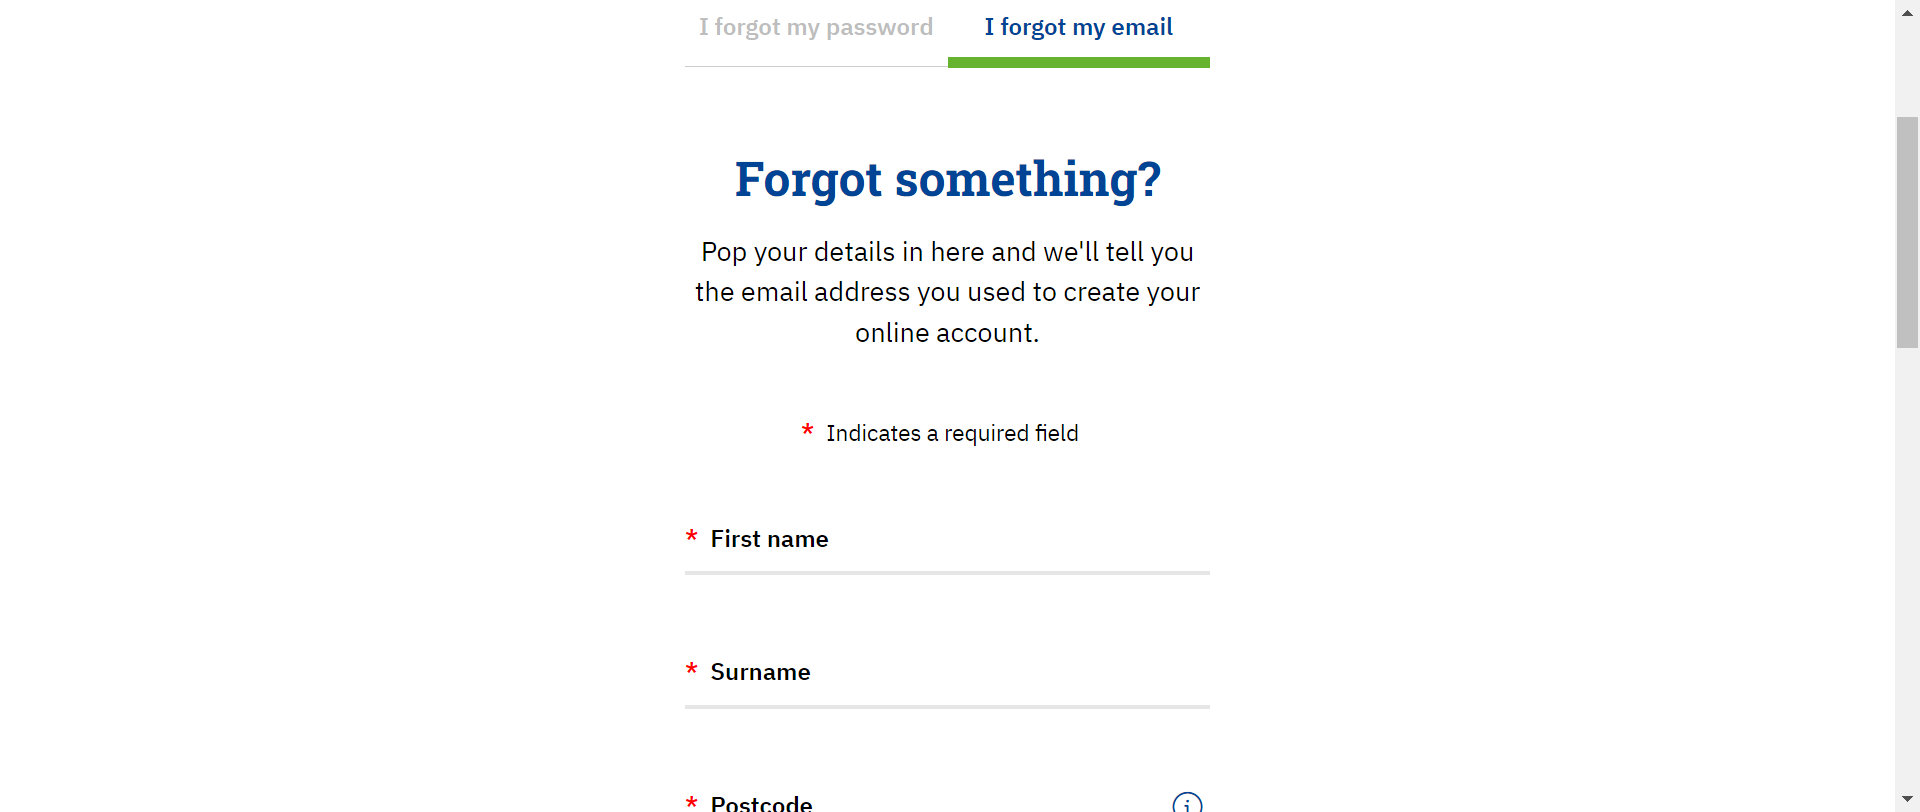 I forgot my password
I forgot my email
Forgot something?
Pop your details in here and we'll tell you
the email address you used to create your
online account.
* Indicates a required field
* First name
* Surname
* Postcode